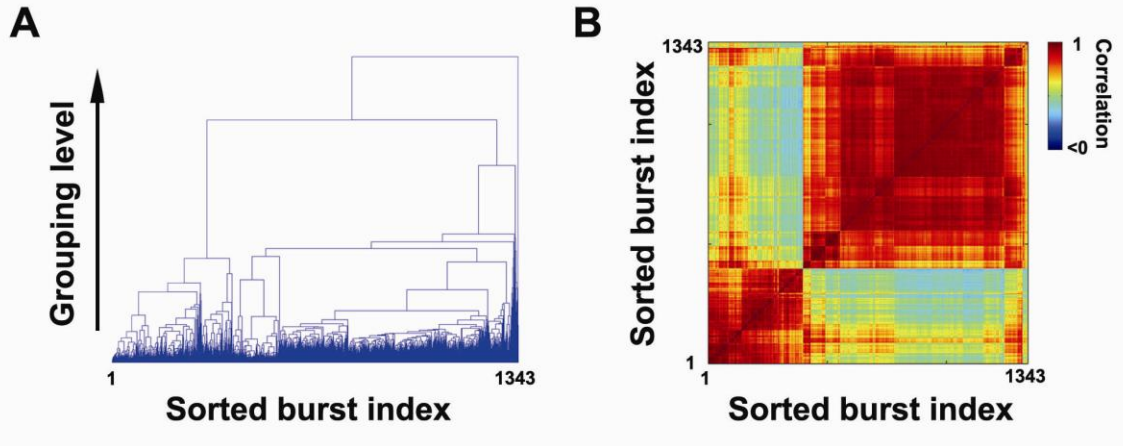 A
Grouping level
1
1343
Sorted burst index
B
1343
Sorted burst index
1
1
1343
Sorted burst index
1
<0
Correlation